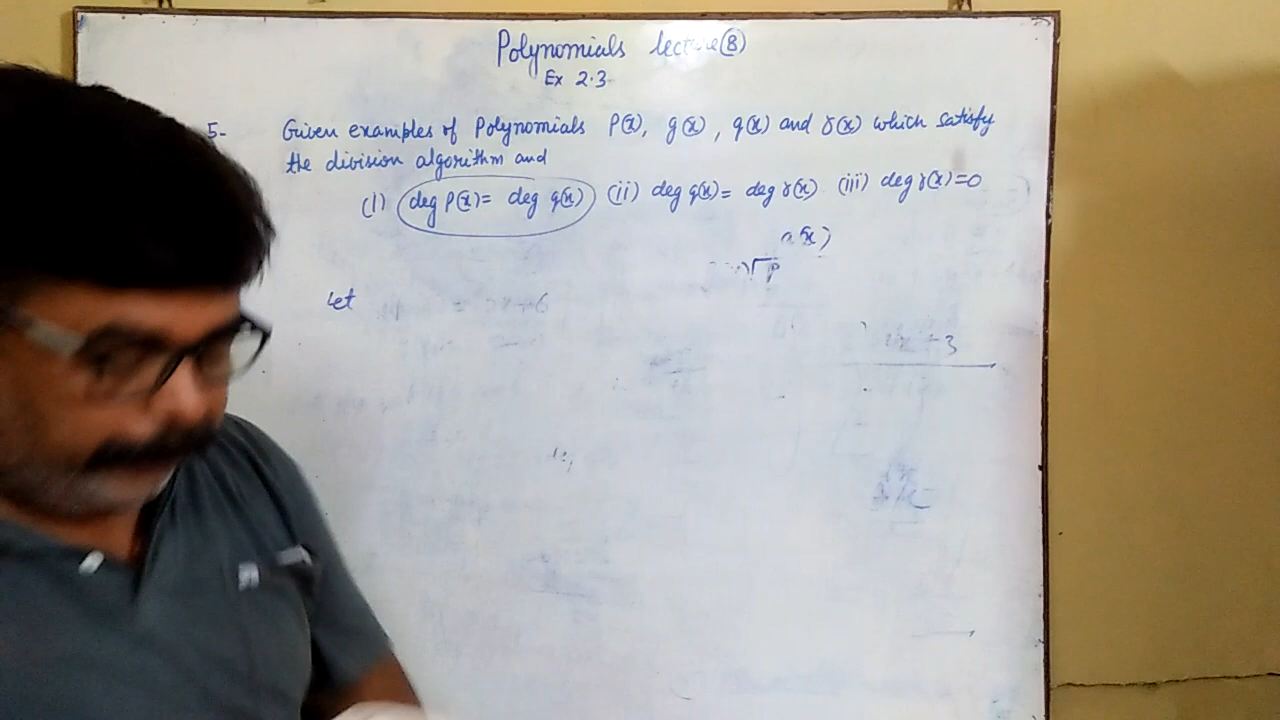 Polynomials lecture 8
Ex 2.3
5- Given examples of Polynomials P(x), g(x), q(x) and r(x) which satisfy
the division algorithm and
(i) deg P(x) = deg q(x) (ii) deg q(x) = deg r(x) (iii) deg r(x) = 0
Let